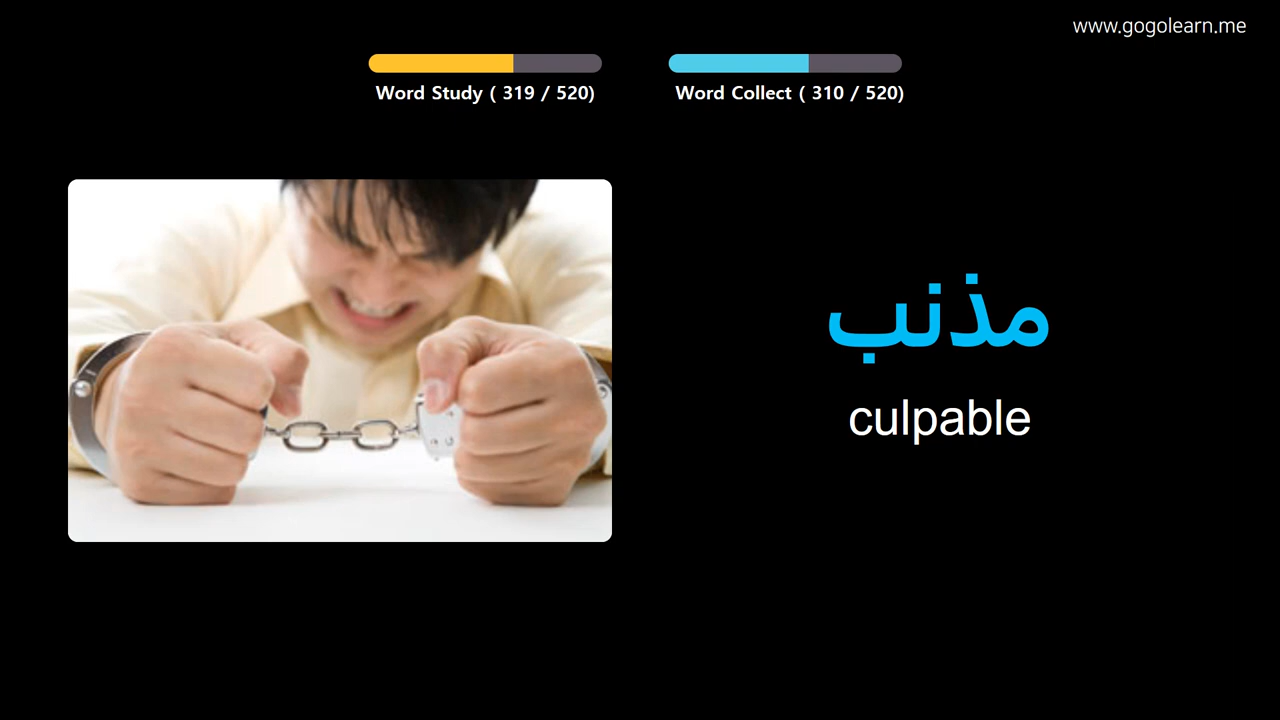 www.gogolearn.me
Word Study ( 319 / 520)
Word Collect ( 310 / 520)
مذنب
culpable